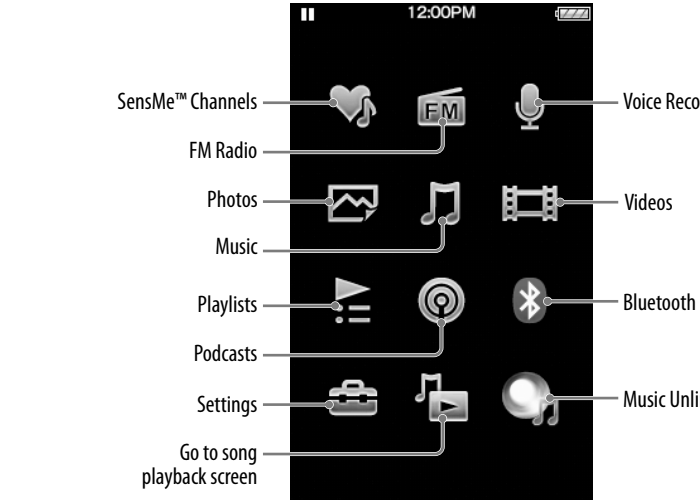 12:00PM
SensMe™ Channels
FM
Voice Reco
FM Radio
Photos
Videos
Music
Playlists
Bluetooth
Podcasts
Settings
Music Unli
Go to song
playback screen